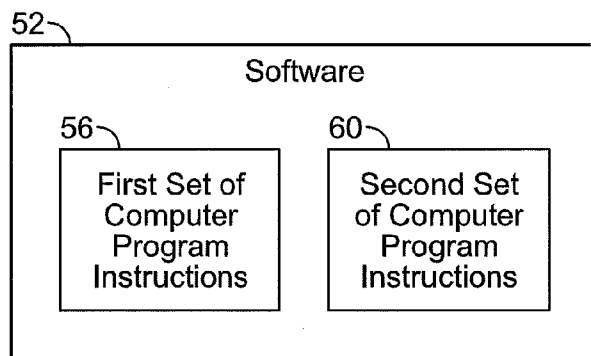 52
Software
56
First Set of
Computer
Program
Instructions
60
Second Set
of Computer
Program
Instructions